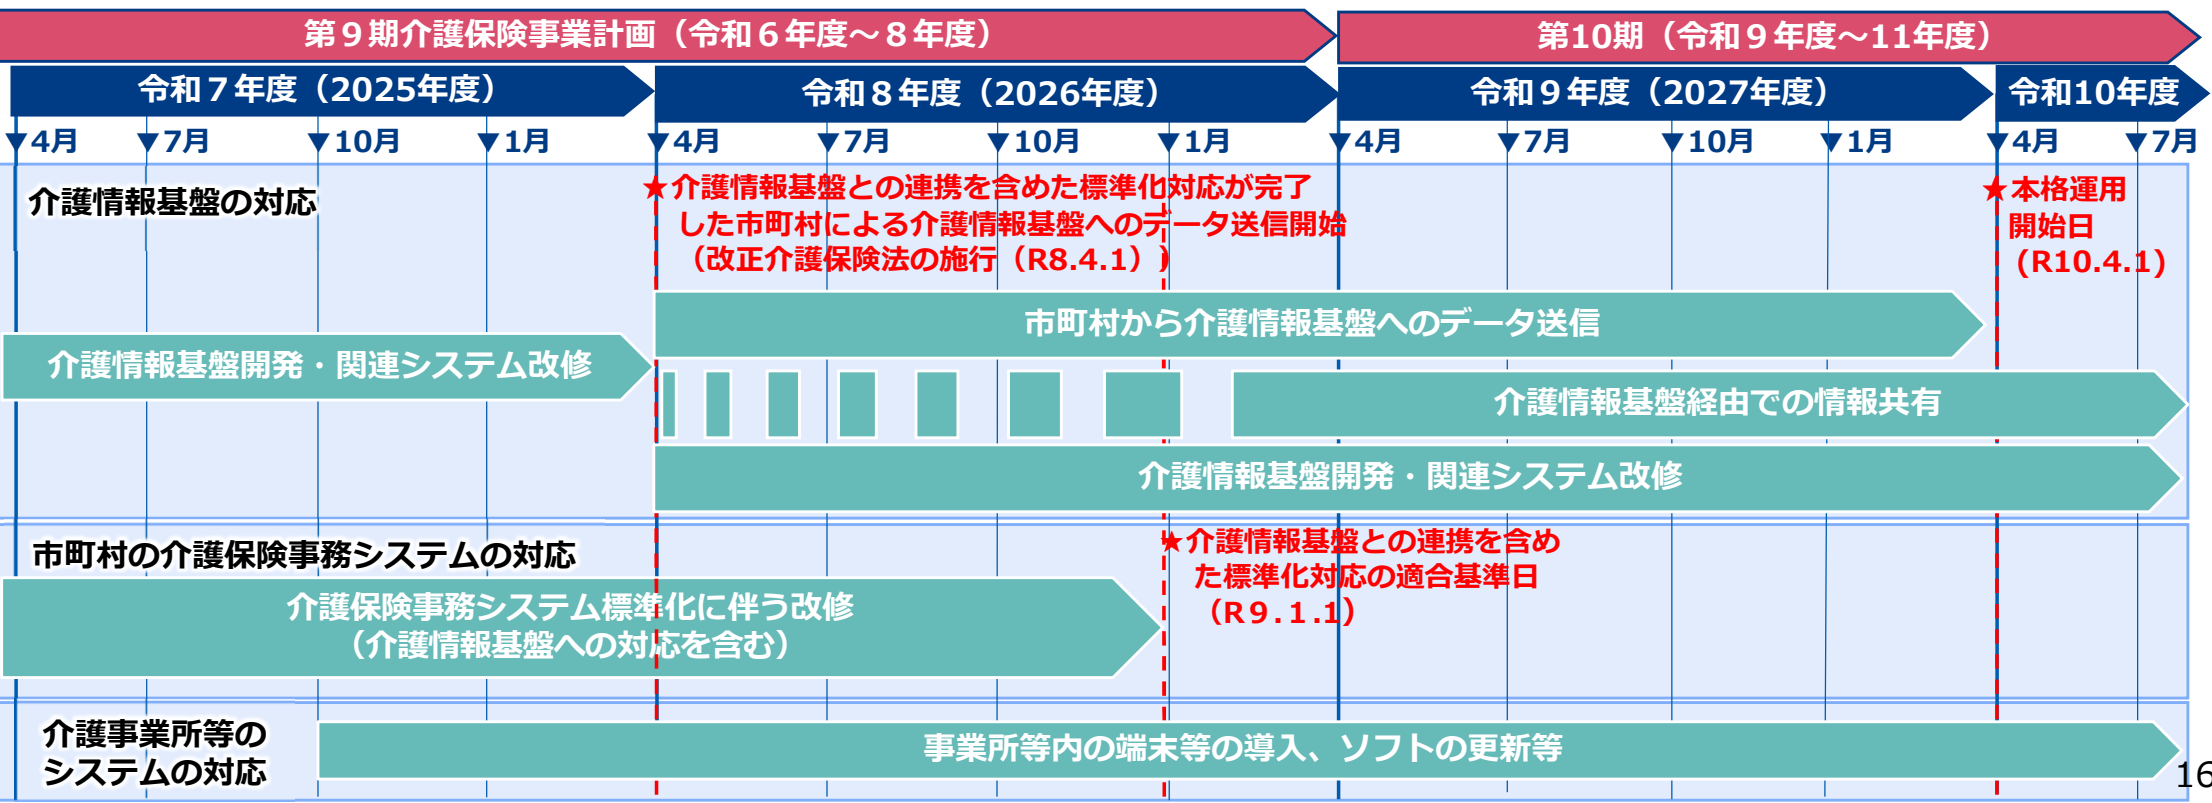 第９期介護保険事業計画（令和６年度～８年度）
第10期（令和９年度～11年度）
令和７年度（2025年度）
令和８年度（2026年度）
令和９年度（2027年度）
令和10年度
▼4月 ▼7月 ▼10月 ▼1月 ▼4月 ▼7月 ▼10月 ▼1月 ▼4月 ▼7月 ▼10月 ▼1月 ▼4月 ▼7月
介護情報基盤の対応
★介護情報基盤との連携を含めた標準化対応が完了
した市町村による介護情報基盤へのデータ送信開始
（改正介護保険法の施行（R8.4.1））
★本格運用
開始日
（R10.4.1）
市町村から介護情報基盤へのデータ送信
介護情報基盤開発・関連システム改修
介護情報基盤経由での情報共有
介護情報基盤開発・関連システム改修
市町村の介護保険事務システムの対応
★介護情報基盤との連携を含め
た標準化対応の適合基準日
（R９.１.１）
介護保険事務システム標準化に伴う改修
（介護情報基盤への対応を含む）
介護事業所等の
システムの対応
事業所等内の端末等の導入、ソフトの更新等
16